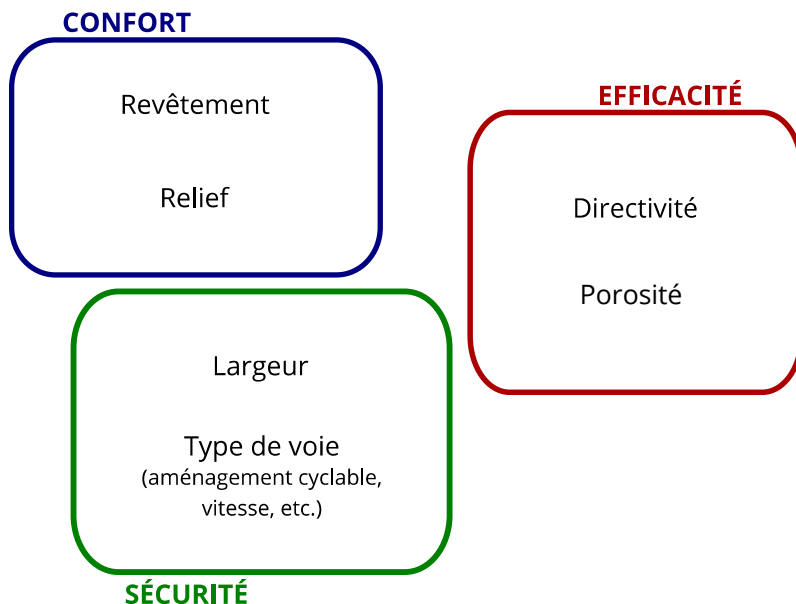 CONFORT
Revêtement
Relief
EFFICACITÉ
Directivité
Porosité
Largeur
Type de voie
(aménagement cyclable,
vitesse, etc.)
SÉCURITÉ